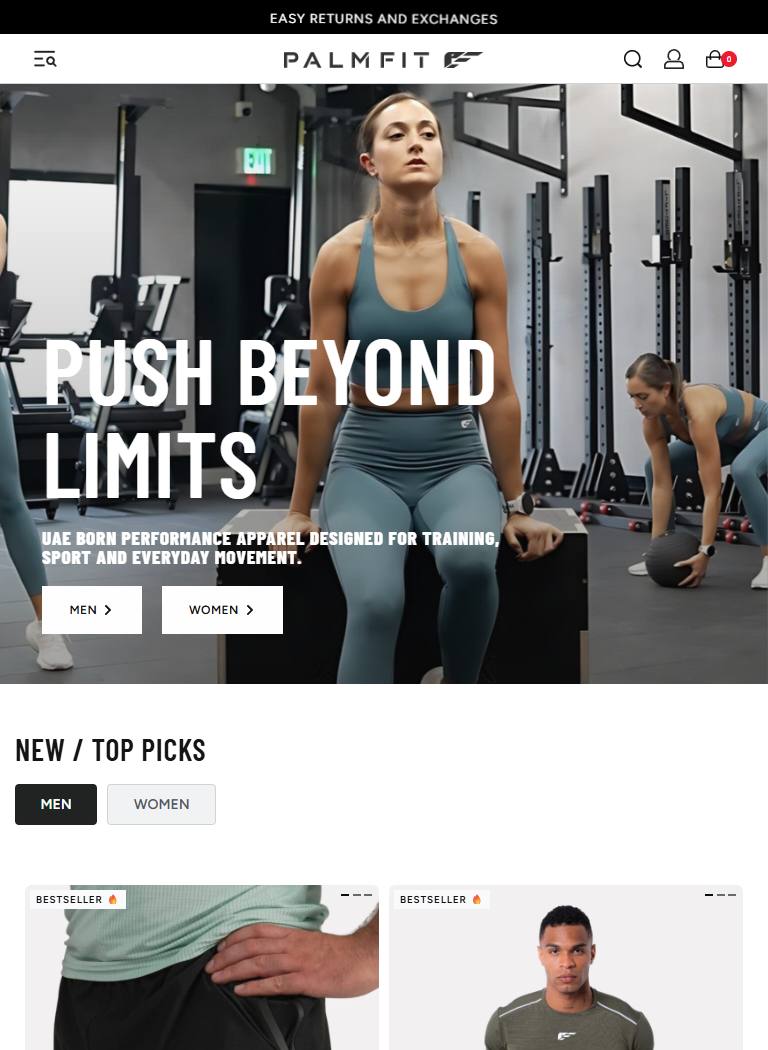 EASY RETURNS AND EXCHANGES
PALMFIT
0
EXIT
PUSH BEYOND
LIMITS
UAE BORN PERFORMANCE APPAREL DESIGNED FOR TRAINING,
SPORT AND EVERYDAY MOVEMENT.
MEN
WOMEN
NEW / TOP PICKS
MEN
WOMEN
BESTSELLER 🔥
BESTSELLER 🔥